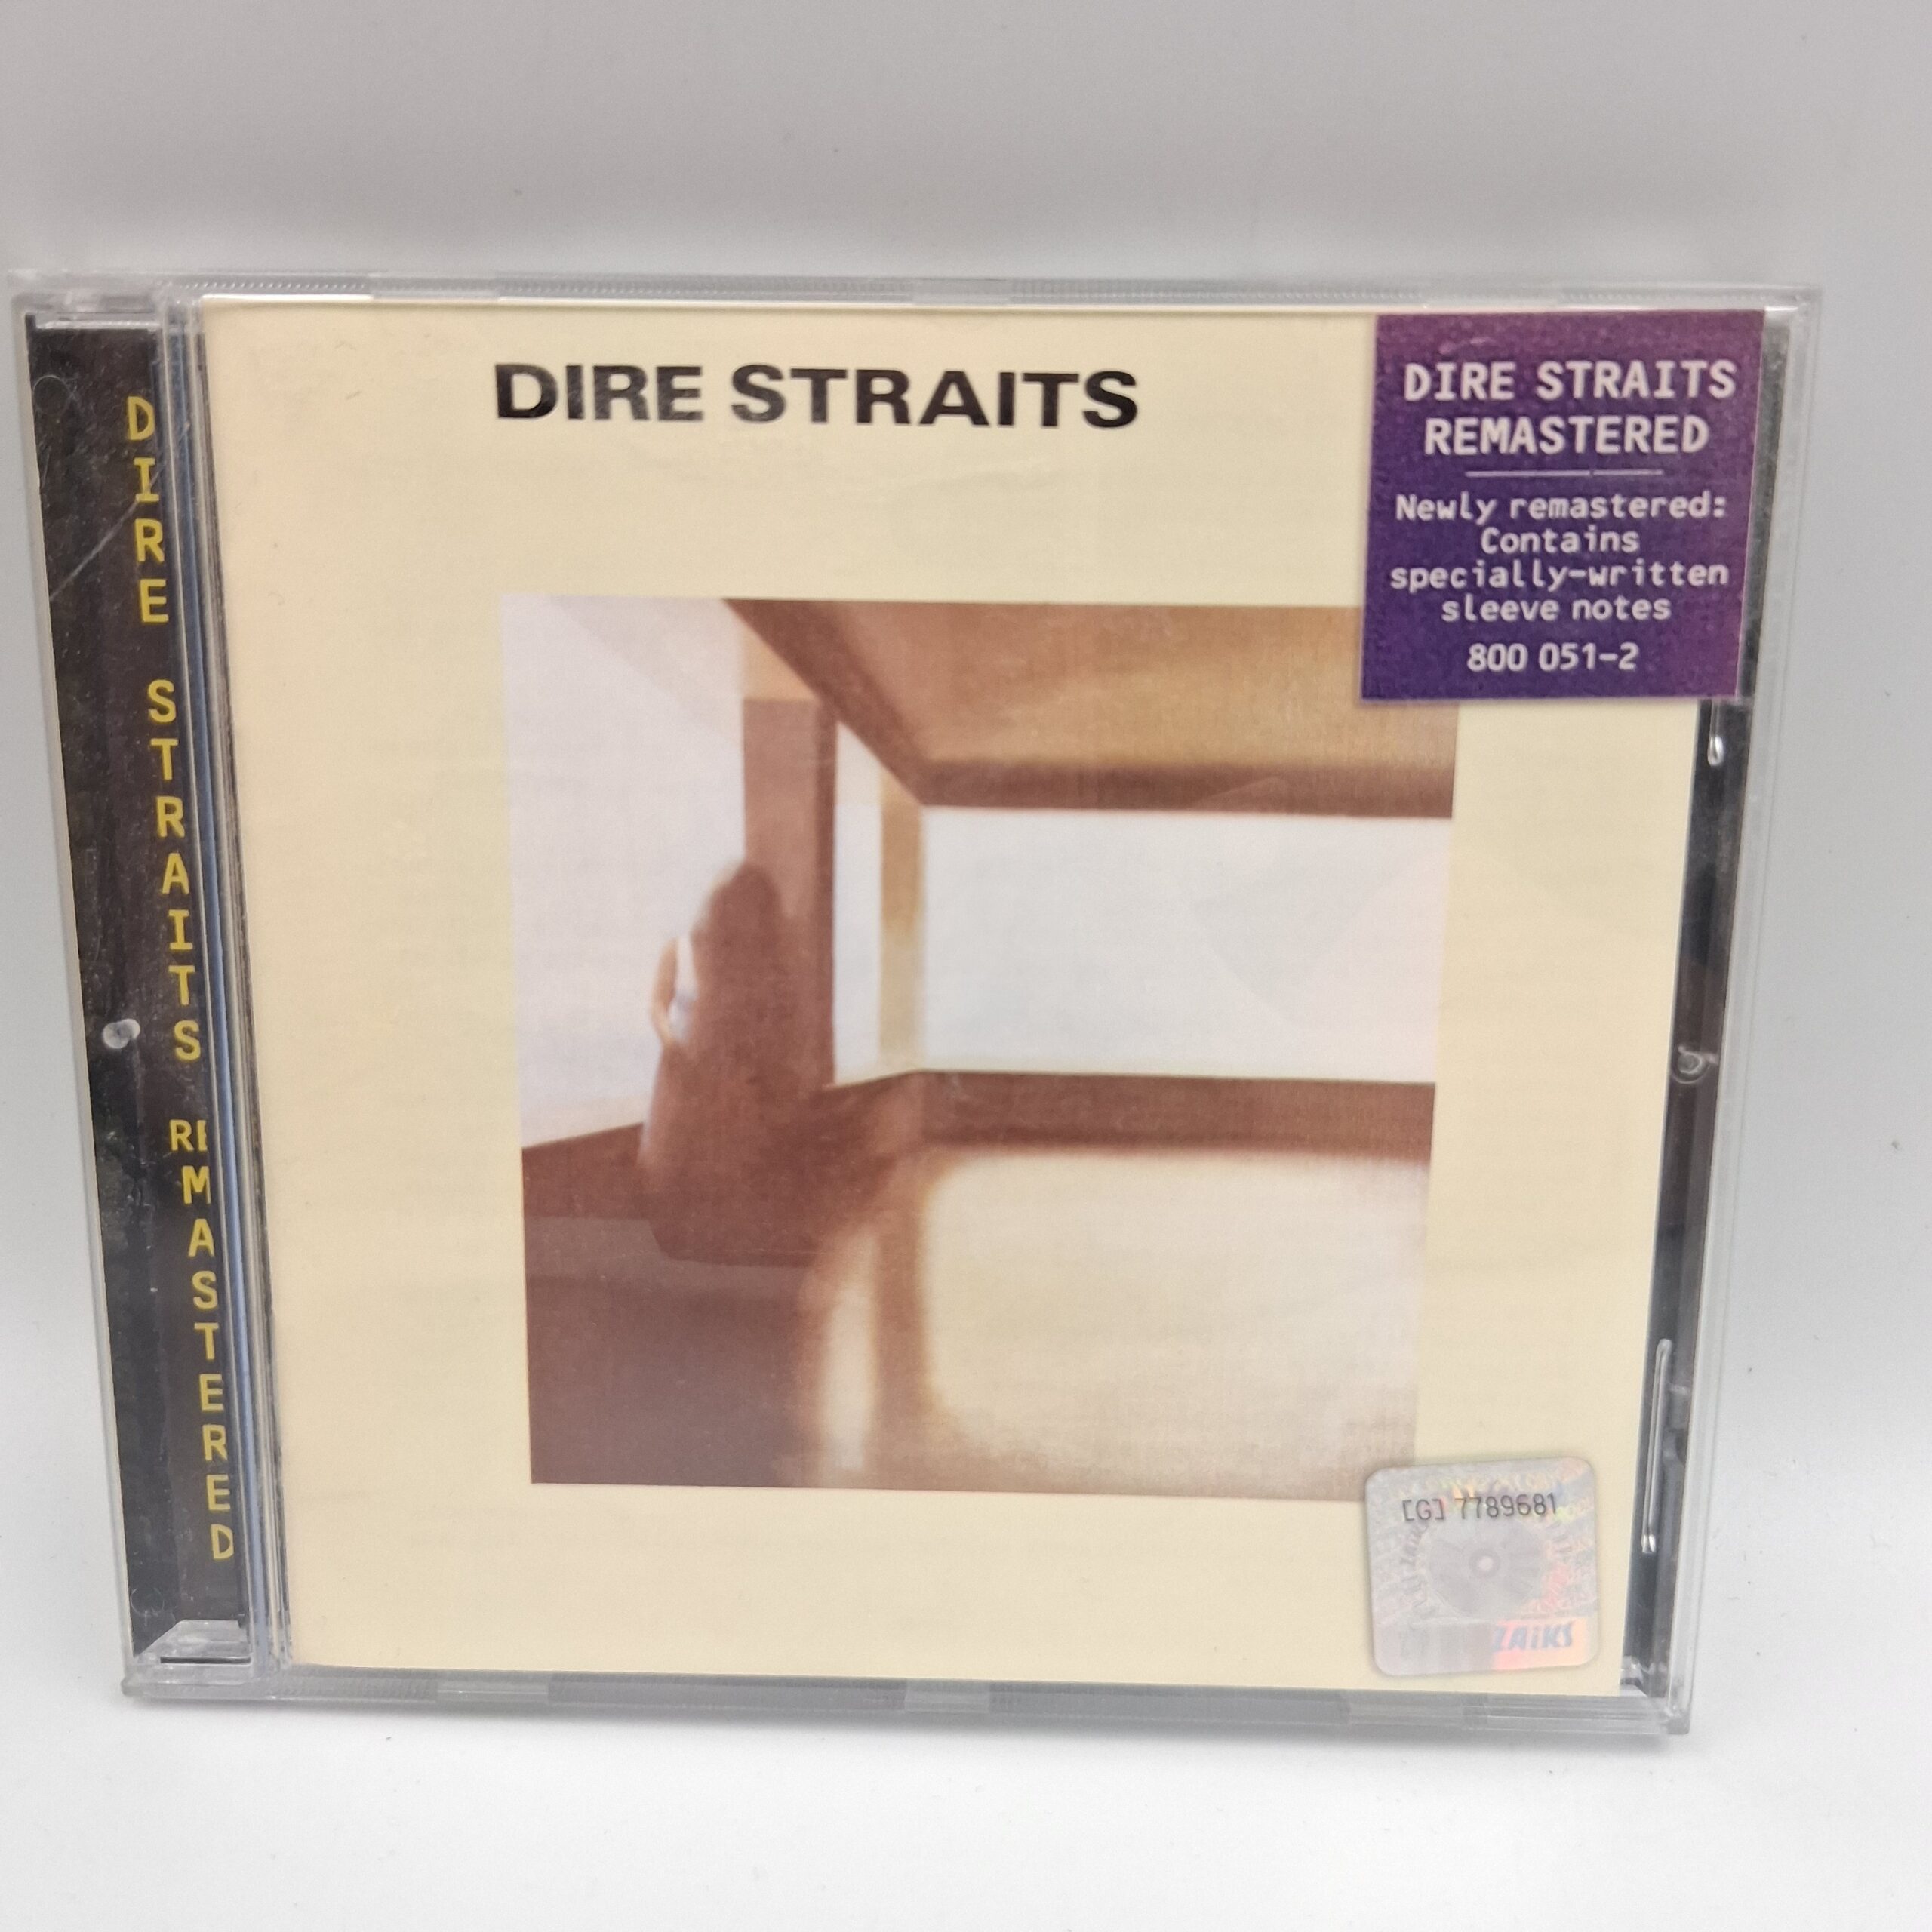 DIRE STRAITS REMASTERED
DIRE STRAITS
DIRE STRAITS
REMASTERED
Newly remastered:
Contains
specially-written
sleeve notes
800 051-2
[G] 7789681
ZAiKS